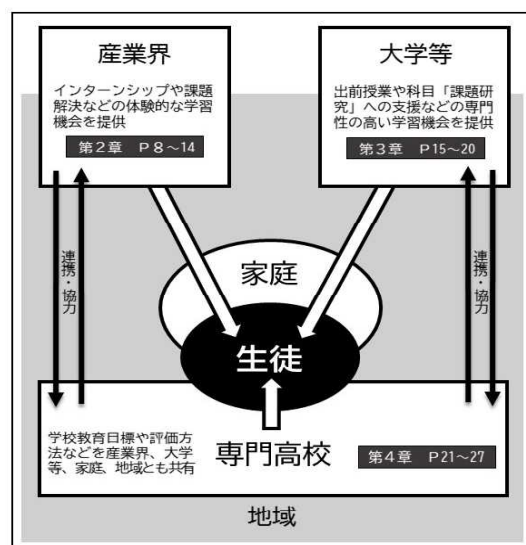 産業界
インターンシップや課題
解決などの体験的な学習
機会を提供
第2章 P8～14
大学等
出前授業や科目「課題研
究」への支援などの専門
性の高い学習機会を提供
第3章 P15～20
連携・協力
連携・協力
家庭
生徒
学校教育目標や評価方
法などを産業界、大学
等、家庭、地域とも共有
専門高校
第4章 P21～27
地域